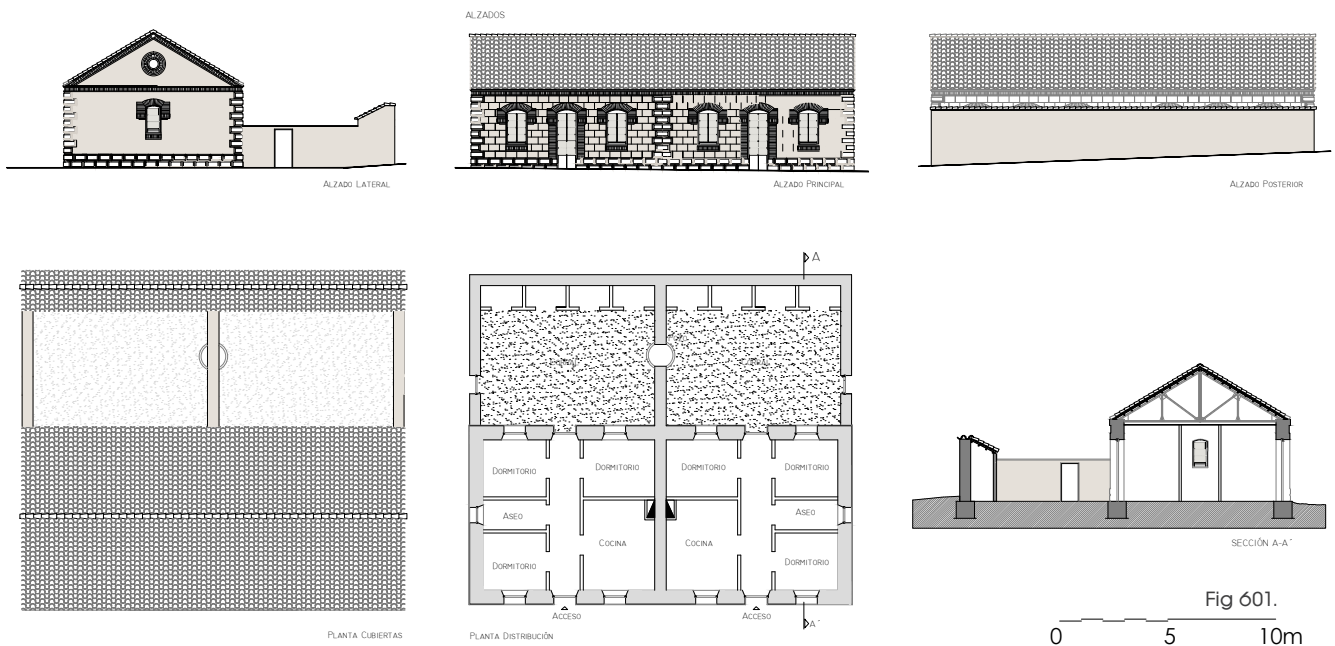 ALZADOS
ALZADO LATERAL
ALZADO PRINCIPAL
ALZADO POSTERIOR
A
DORMITORIO
DORMITORIO
DORMITORIO
DORMITORIO
ASEO
ASEO
COCINA
COCINA
DORMITORIO
DORMITORIO
ACCESO
ACCESO
A´
PLANTA CUBIERTAS
PLANTA DISTRIBUCIÓN
SECCIÓN A-A´
Fig 601.
0 5 10m